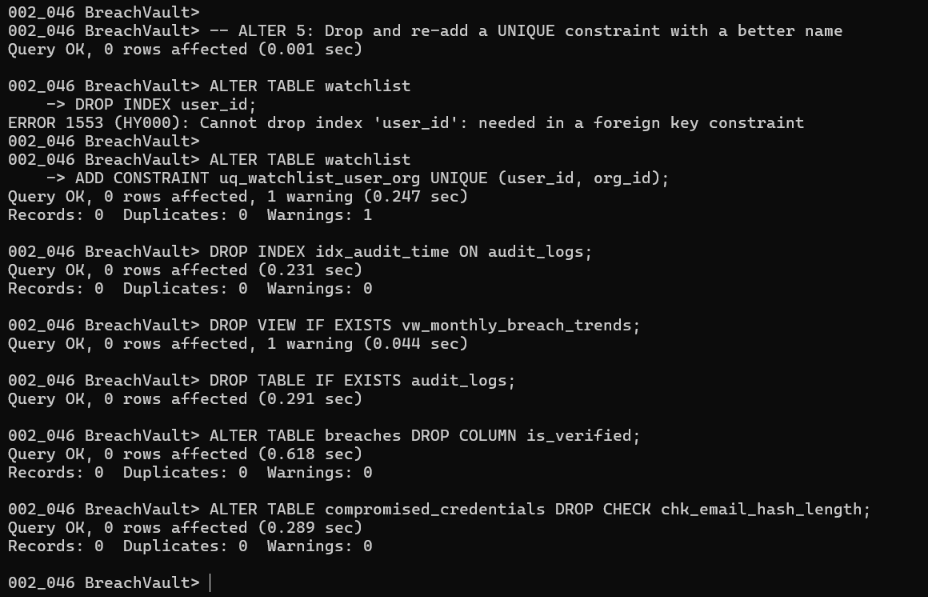 002_046 BreachVault>
002_046 BreachVault> -- ALTER 5: Drop and re-add a UNIQUE constraint with a better name
Query OK, 0 rows affected (0.001 sec)

002_046 BreachVault> ALTER TABLE watchlist
    -> DROP INDEX user_id;
ERROR 1553 (HY000): Cannot drop index 'user_id': needed in a foreign key constraint
002_046 BreachVault>
002_046 BreachVault> ALTER TABLE watchlist
    -> ADD CONSTRAINT uq_watchlist_user_org UNIQUE (user_id, org_id);
Query OK, 0 rows affected, 1 warning (0.247 sec)
Records: 0  Duplicates: 0  Warnings: 1

002_046 BreachVault> DROP INDEX idx_audit_time ON audit_logs;
Query OK, 0 rows affected (0.231 sec)
Records: 0  Duplicates: 0  Warnings: 0

002_046 BreachVault> DROP VIEW IF EXISTS vw_monthly_breach_trends;
Query OK, 0 rows affected, 1 warning (0.044 sec)

002_046 BreachVault> DROP TABLE IF EXISTS audit_logs;
Query OK, 0 rows affected (0.291 sec)

002_046 BreachVault> ALTER TABLE breaches DROP COLUMN is_verified;
Query OK, 0 rows affected (0.618 sec)
Records: 0  Duplicates: 0  Warnings: 0

002_046 BreachVault> ALTER TABLE compromised_credentials DROP CHECK chk_email_hash_length;
Query OK, 0 rows affected (0.289 sec)
Records: 0  Duplicates: 0  Warnings: 0

002_046 BreachVault>